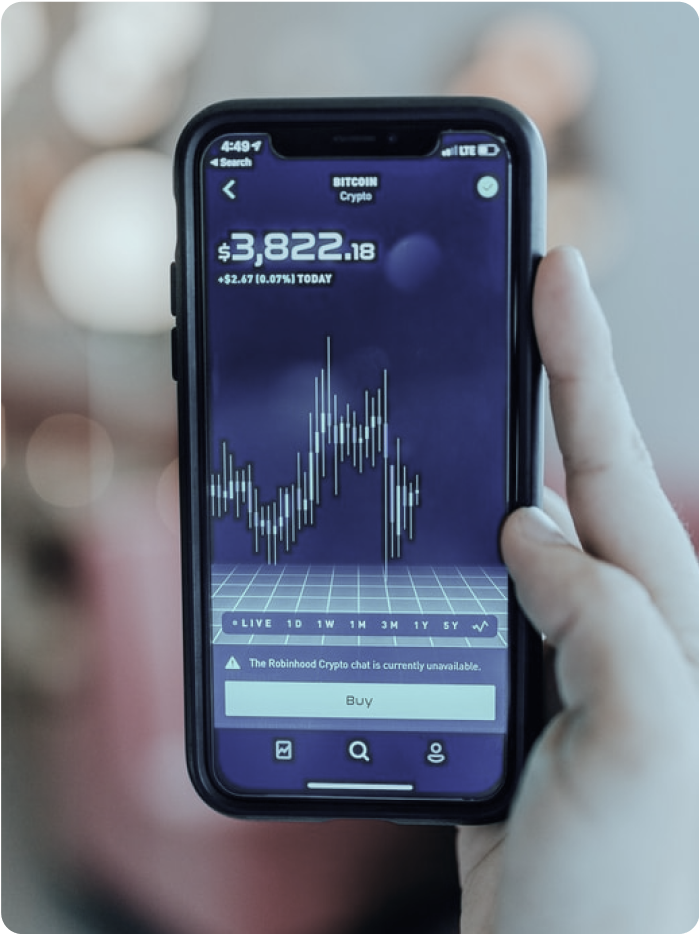 4:49
LTE
Search
BITCOIN
Crypto
$3,822.18
+$2.67 (0.07%) TODAY
LIVE 1D 1W 1M 3M 1Y 5Y
The Robinhood Crypto chat is currently unavailable.
Buy